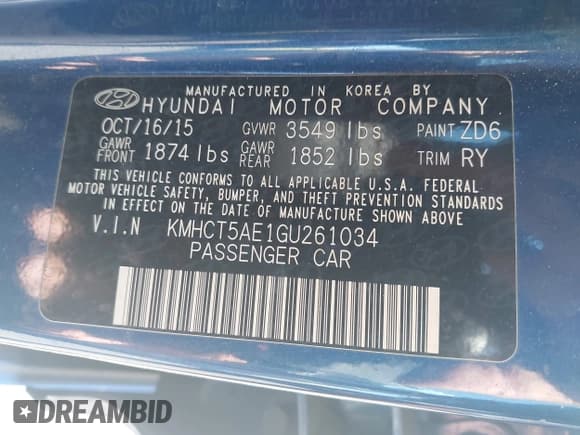 MANUFACTURED IN KOREA BY
HYUNDAI MOTOR COMPANY
OCT/16/15 GVWR 3549 lbs PAINT ZD6
GAWR FRONT 1874 lbs GAWR REAR 1852 lbs TRIM RY
THIS VEHICLE CONFORMS TO ALL APPLICABLE U.S.A. FEDERAL
MOTOR VEHICLE SAFETY, BUMPER, AND THEFT PREVENTION STANDARDS
IN EFFECT ON THE DATE OF MANUFACTURE SHOWN ABOVE
V.I.N KMHCT5AE1GU261034
PASSENGER CAR
DREAMBID